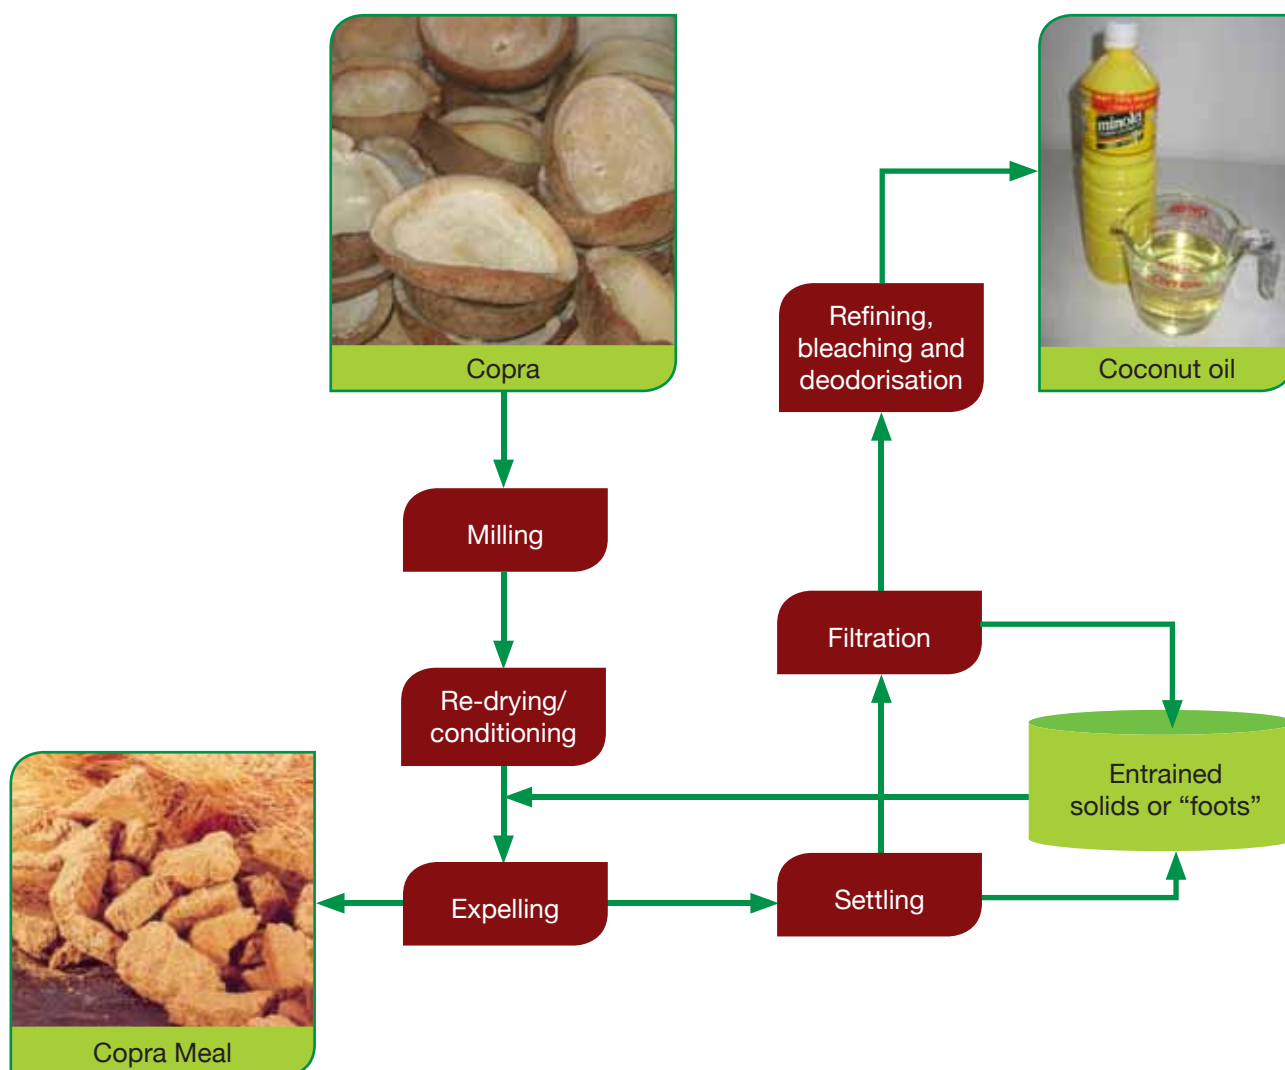 Copra
Milling
Re-drying/
conditioning
Expelling
Copra Meal
Settling
Filtration
Entrained
solids or “foots”
Refining,
bleaching and
deodorisation
minola
Coconut oil